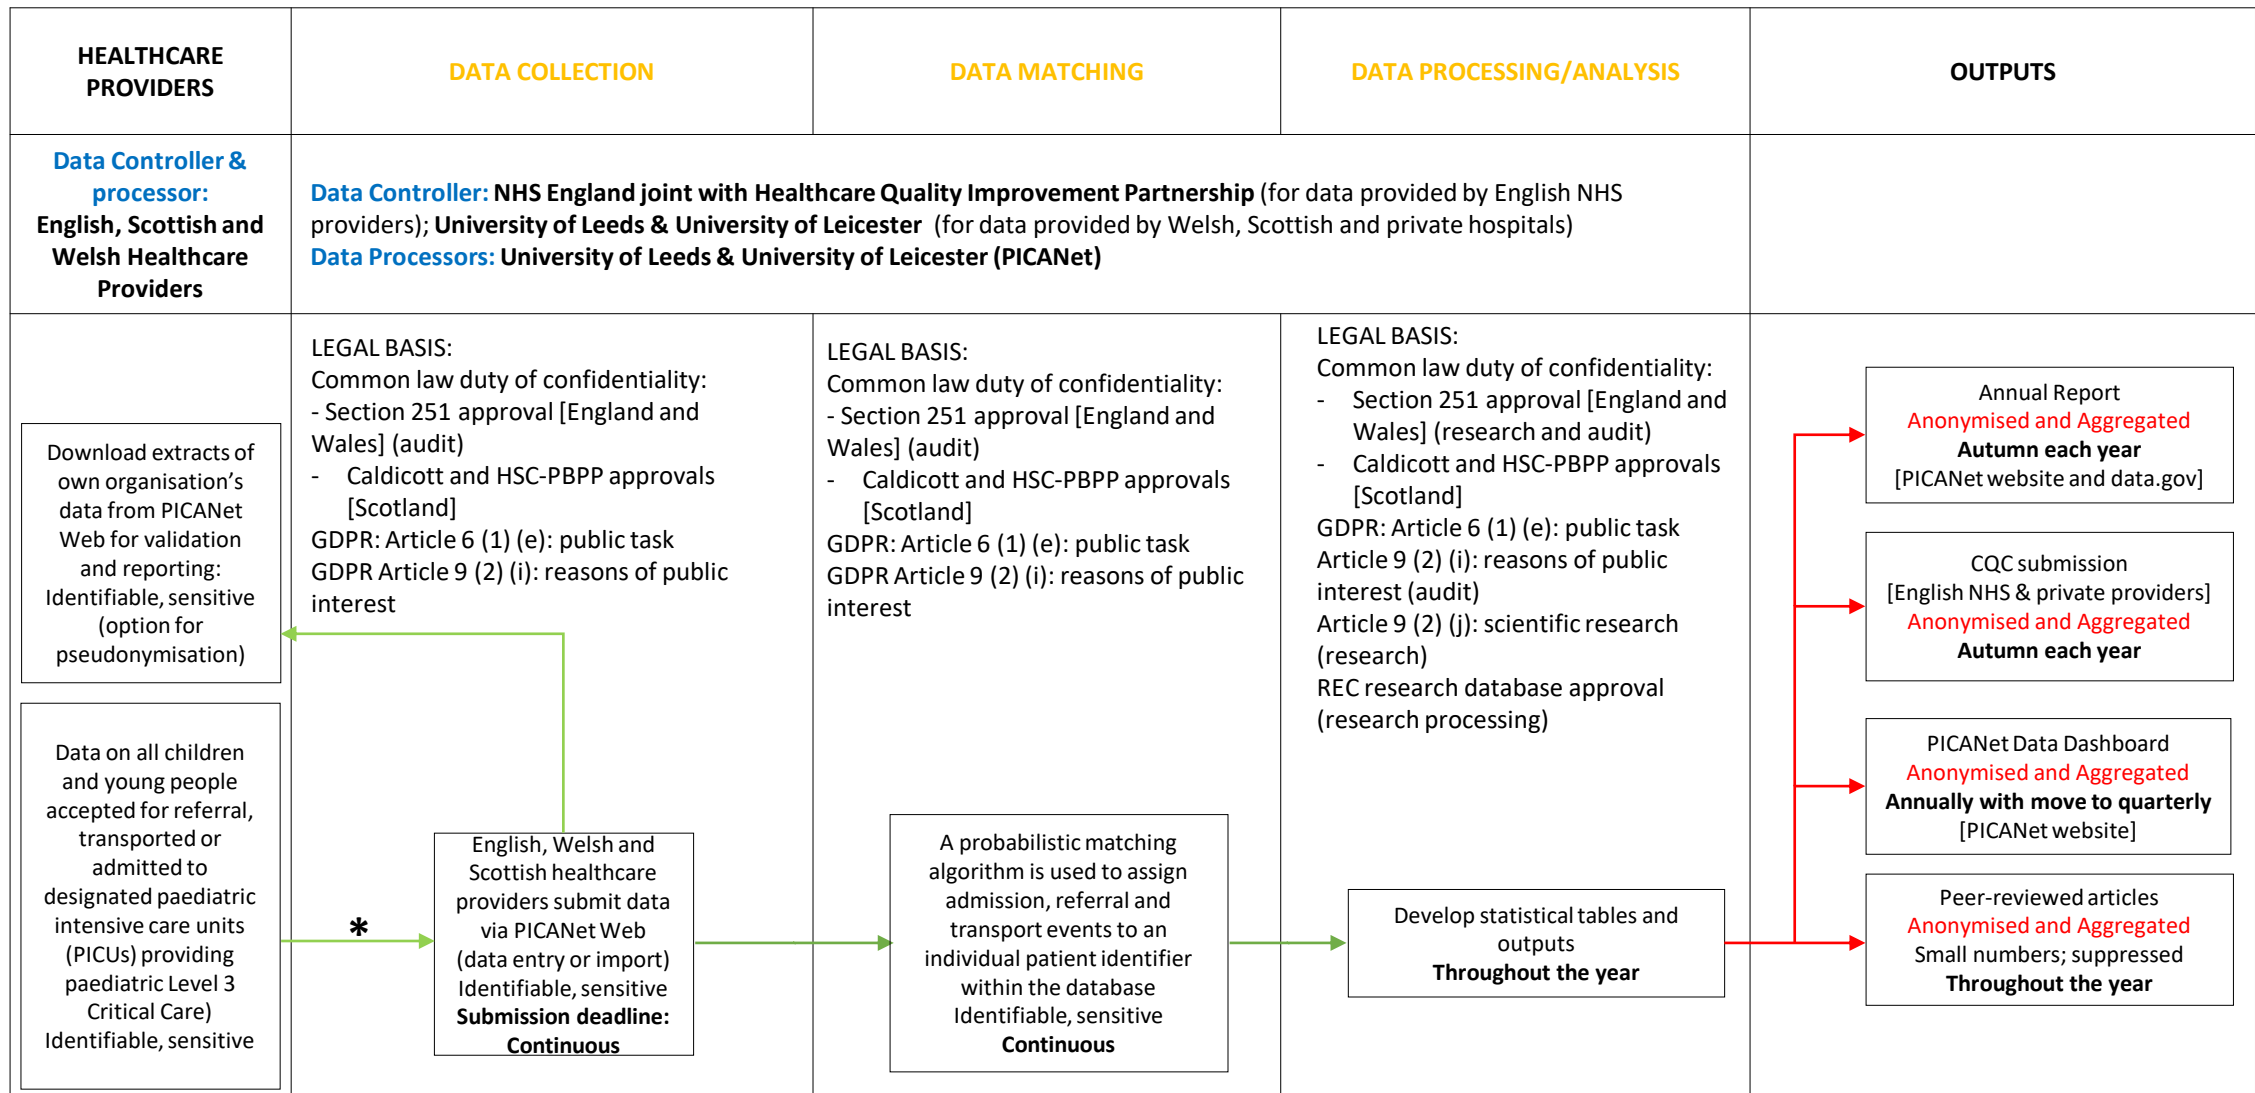 HEALTHCARE
PROVIDERS
DATA COLLECTION
DATA MATCHING
DATA PROCESSING/ANALYSIS
OUTPUTS
Data Controller &
processor:
English, Scottish and
Welsh Healthcare
Providers
Data Controller: NHS England joint with Healthcare Quality Improvement Partnership (for data provided by English NHS
providers); University of Leeds & University of Leicester (for data provided by Welsh, Scottish and private hospitals)
Data Processors: University of Leeds & University of Leicester (PICANet)
Download extracts of
own organisation's
data from PICANet
Web for validation
and reporting:
Identifiable, sensitive
(option for
pseudonymisation)
Data on all children
and young people
accepted for referral,
transported or
admitted to
designated paediatric
intensive care units
(PICUs) providing
paediatric Level 3
Critical Care)
Identifiable, sensitive
LEGAL BASIS:
Common law duty of confidentiality:
- Section 251 approval [England and
Wales] (audit)
- Caldicott and HSC-PBPP approvals
[Scotland]
GDPR: Article 6 (1) (e): public task
GDPR Article 9 (2) (i): reasons of public
interest
*
English, Welsh and
Scottish healthcare
providers submit data
via PICANet Web
(data entry or import)
Identifiable, sensitive
Submission deadline:
Continuous
LEGAL BASIS:
Common law duty of confidentiality:
- Section 251 approval [England and
Wales] (audit)
- Caldicott and HSC-PBPP approvals
[Scotland]
GDPR: Article 6 (1) (e): public task
GDPR Article 9 (2) (i): reasons of public
interest
A probabilistic matching
algorithm is used to assign
admission, referral and
transport events to an
individual patient identifier
within the database
Identifiable, sensitive
Continuous
LEGAL BASIS:
Common law duty of confidentiality:
- Section 251 approval [England and
Wales] (research and audit)
- Caldicott and HSC-PBPP approvals
[Scotland]
GDPR: Article 6 (1) (e): public task
Article 9 (2) (i): reasons of public
interest (audit)
Article 9 (2) (j): scientific research
(research)
REC research database approval
(research processing)
Develop statistical tables and
outputs
Throughout the year
Annual Report
Anonymised and Aggregated
Autumn each year
[PICANet website and data.gov]
CQC submission
[English NHS & private providers]
Anonymised and Aggregated
Autumn each year
PICANet Data Dashboard
Anonymised and Aggregated
Annually with move to quarterly
[PICANet website]
Peer-reviewed articles
Anonymised and Aggregated
Small numbers; suppressed
Throughout the year